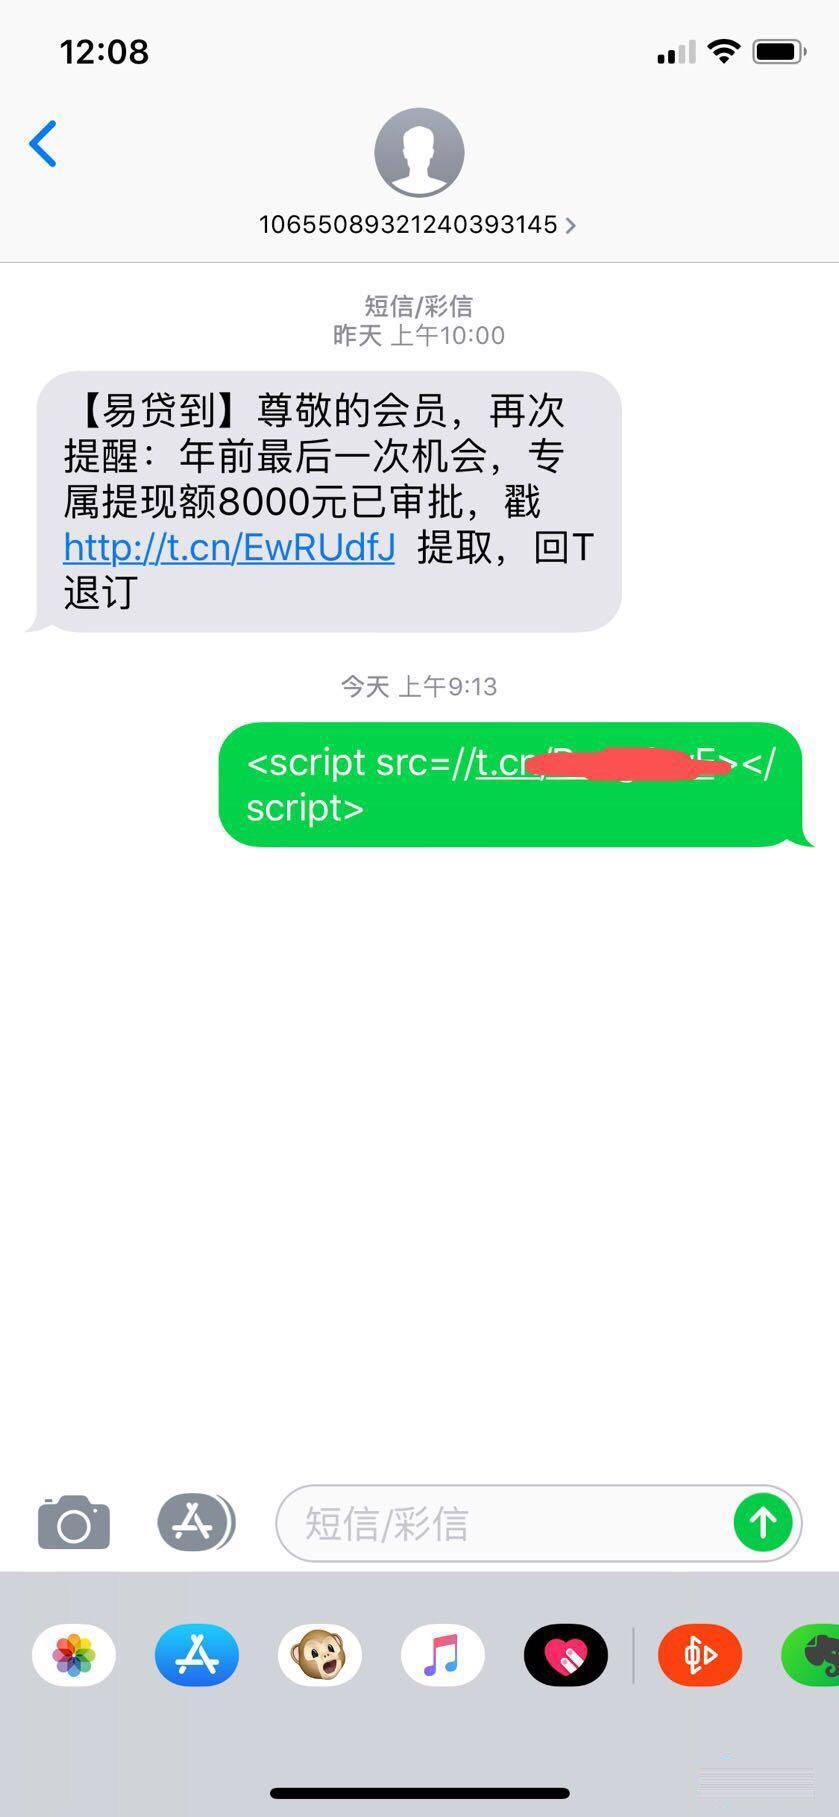 12:08
10655089321240393145
短信/彩信
昨天 上午10:00
【易贷到】尊敬的会员，再次
提醒：年前最后一次机会，专
属提现额8000元已审批，戳
http://t.cn/EwRUdfJ 提取，回T
退订
今天 上午9:13
<script src=//t.cn/ ></
script>
短信/彩信